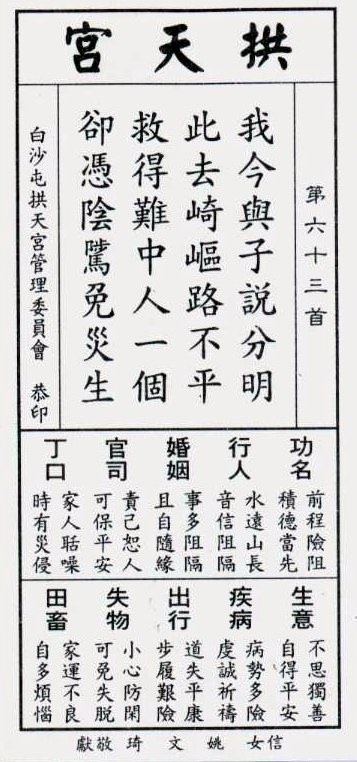 拱天宮
第六十三首
我今與子說分明
此去崎嶇路不平
救得難中人一個
卻憑陰騭免災生
白沙屯拱天宮管理委員會 恭印
功名
前程險阻
積德當先
行人
水遠山長
音信阻隔
婚姻
事多阻隔
且自隨緣
官司
責己恕人
可保平安
丁口
家人聒噪
時有災侵
生意
不思獨善
自得平安
疾病
病勢多險
虔誠祈禱
出行
道失平康
步履艱險
失物
小心防閑
可免失脫
田畜
家運不良
自多煩惱
信女 姚文琦 敬獻